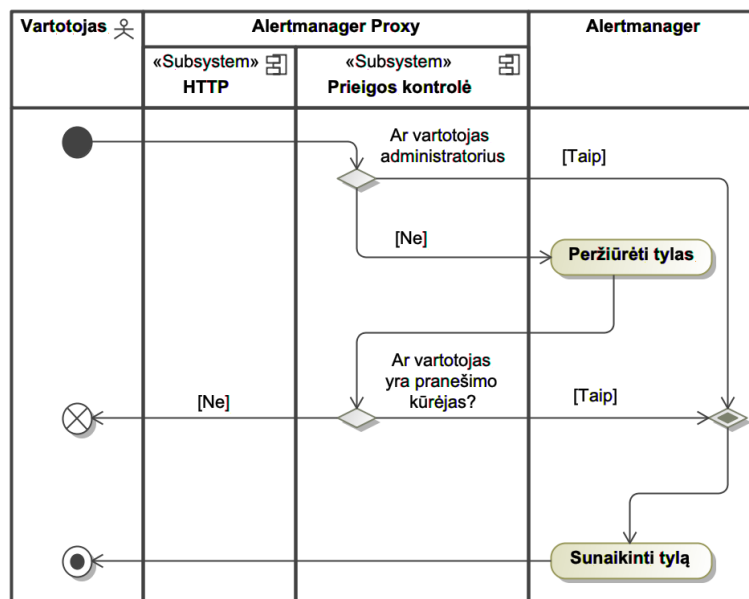 Vartotojas
Alertmanager Proxy
Alertmanager
«Subsystem»
HTTP
«Subsystem»
Prieigos kontrolė
Ar vartotojas
administratorius
[Taip]
[Ne]
Peržiūrėti tylas
Ar vartotojas
yra pranešimo
kūrėjas?
[Ne]
[Taip]
Sunaikinti tylą